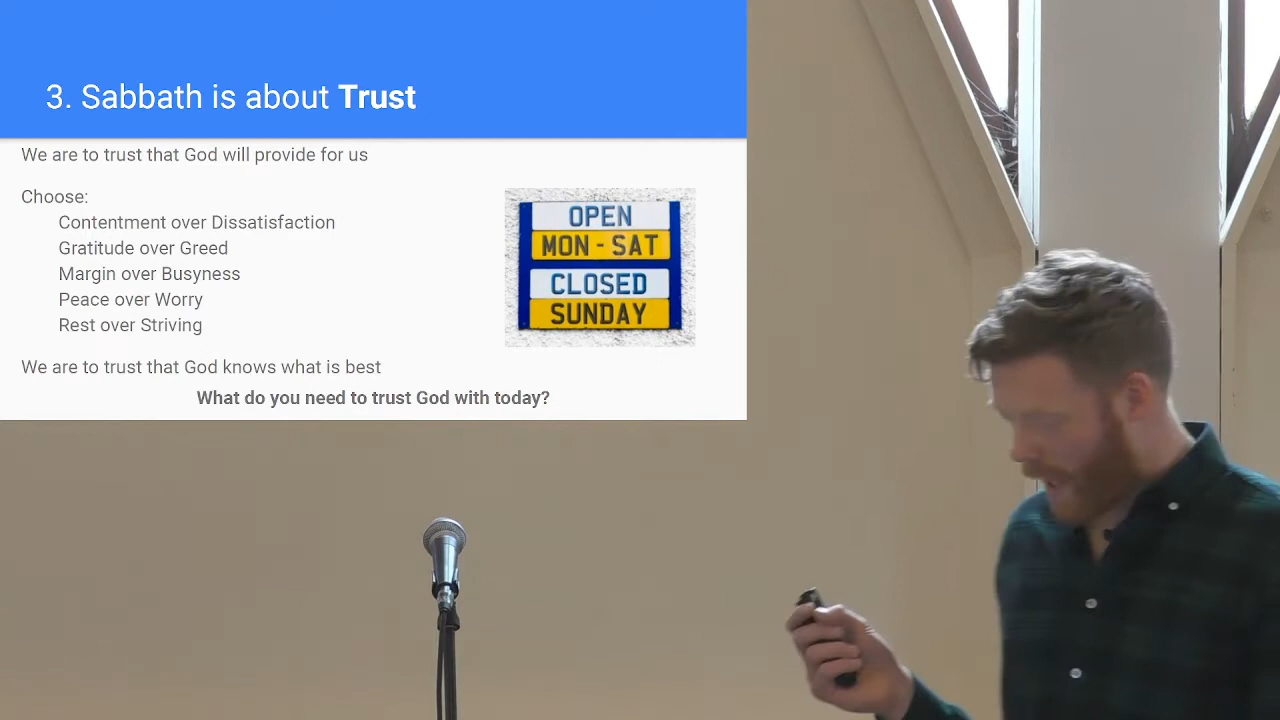 3. Sabbath is about Trust
We are to trust that God will provide for us
Choose:
Contentment over Dissatisfaction
Gratitude over Greed
Margin over Busyness
Peace over Worry
Rest over Striving
We are to trust that God knows what is best
What do you need to trust God with today?
OPEN
MON - SAT
CLOSED
SUNDAY